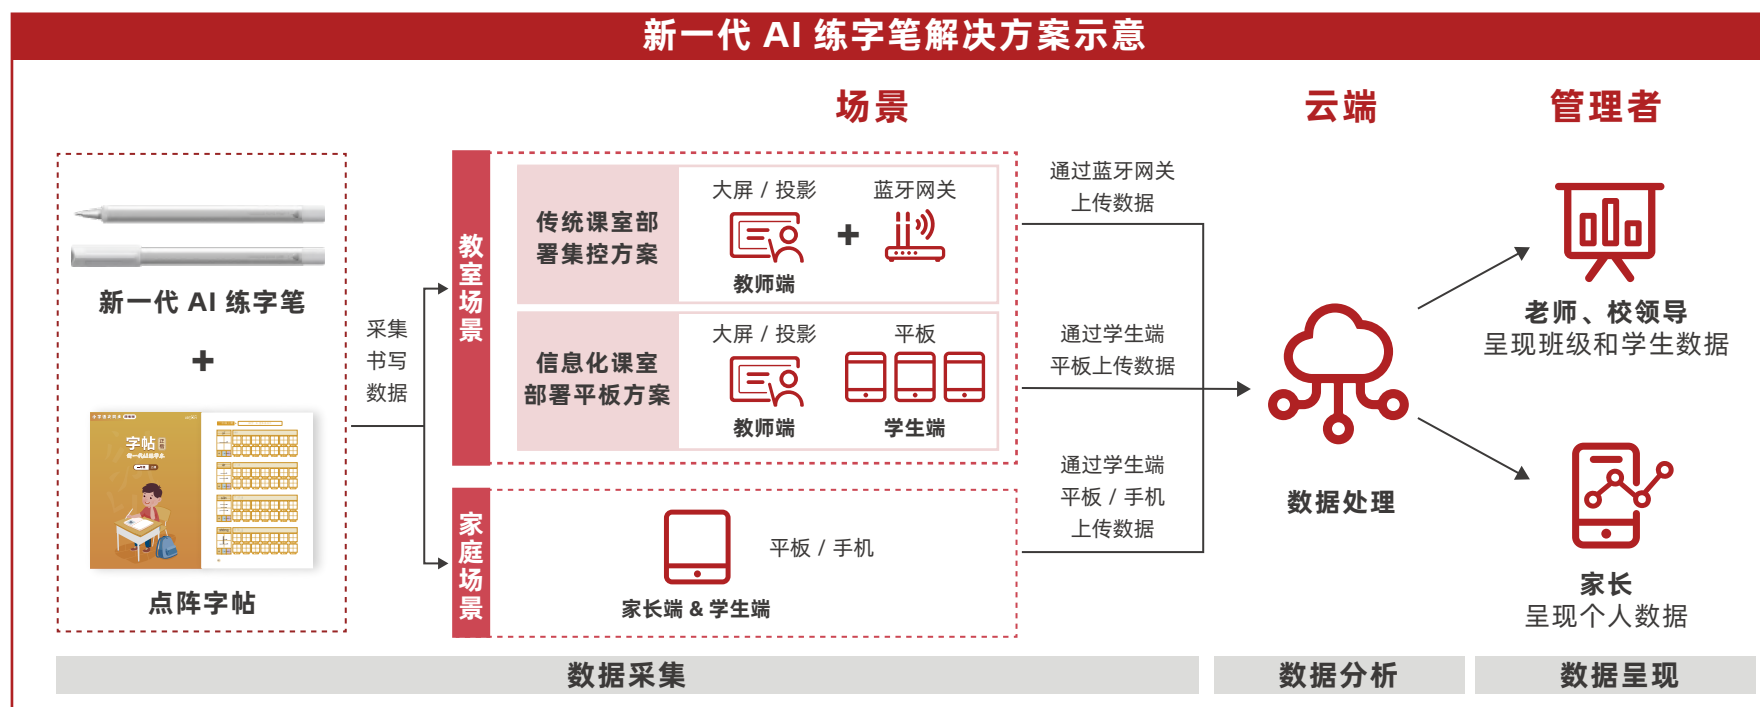 新一代 AI 练字笔解决方案示意
场景
云端
管理者
新一代 AI 练字笔
+
字帖
点阵字帖
采集
书写
数据
教室场景
传统课室部
署集控方案
大屏 / 投影
教师端
+
蓝牙网关
信息化课室
部署平板方案
大屏 / 投影
教师端
平板
学生端
家庭场景
平板 / 手机
家长端 & 学生端
通过蓝牙网关
上传数据
通过学生端
平板上传数据
通过学生端
平板 / 手机
上传数据
数据处理
老师、校领导
呈现班级和学生数据
家长
呈现个人数据
数据采集
数据分析
数据呈现